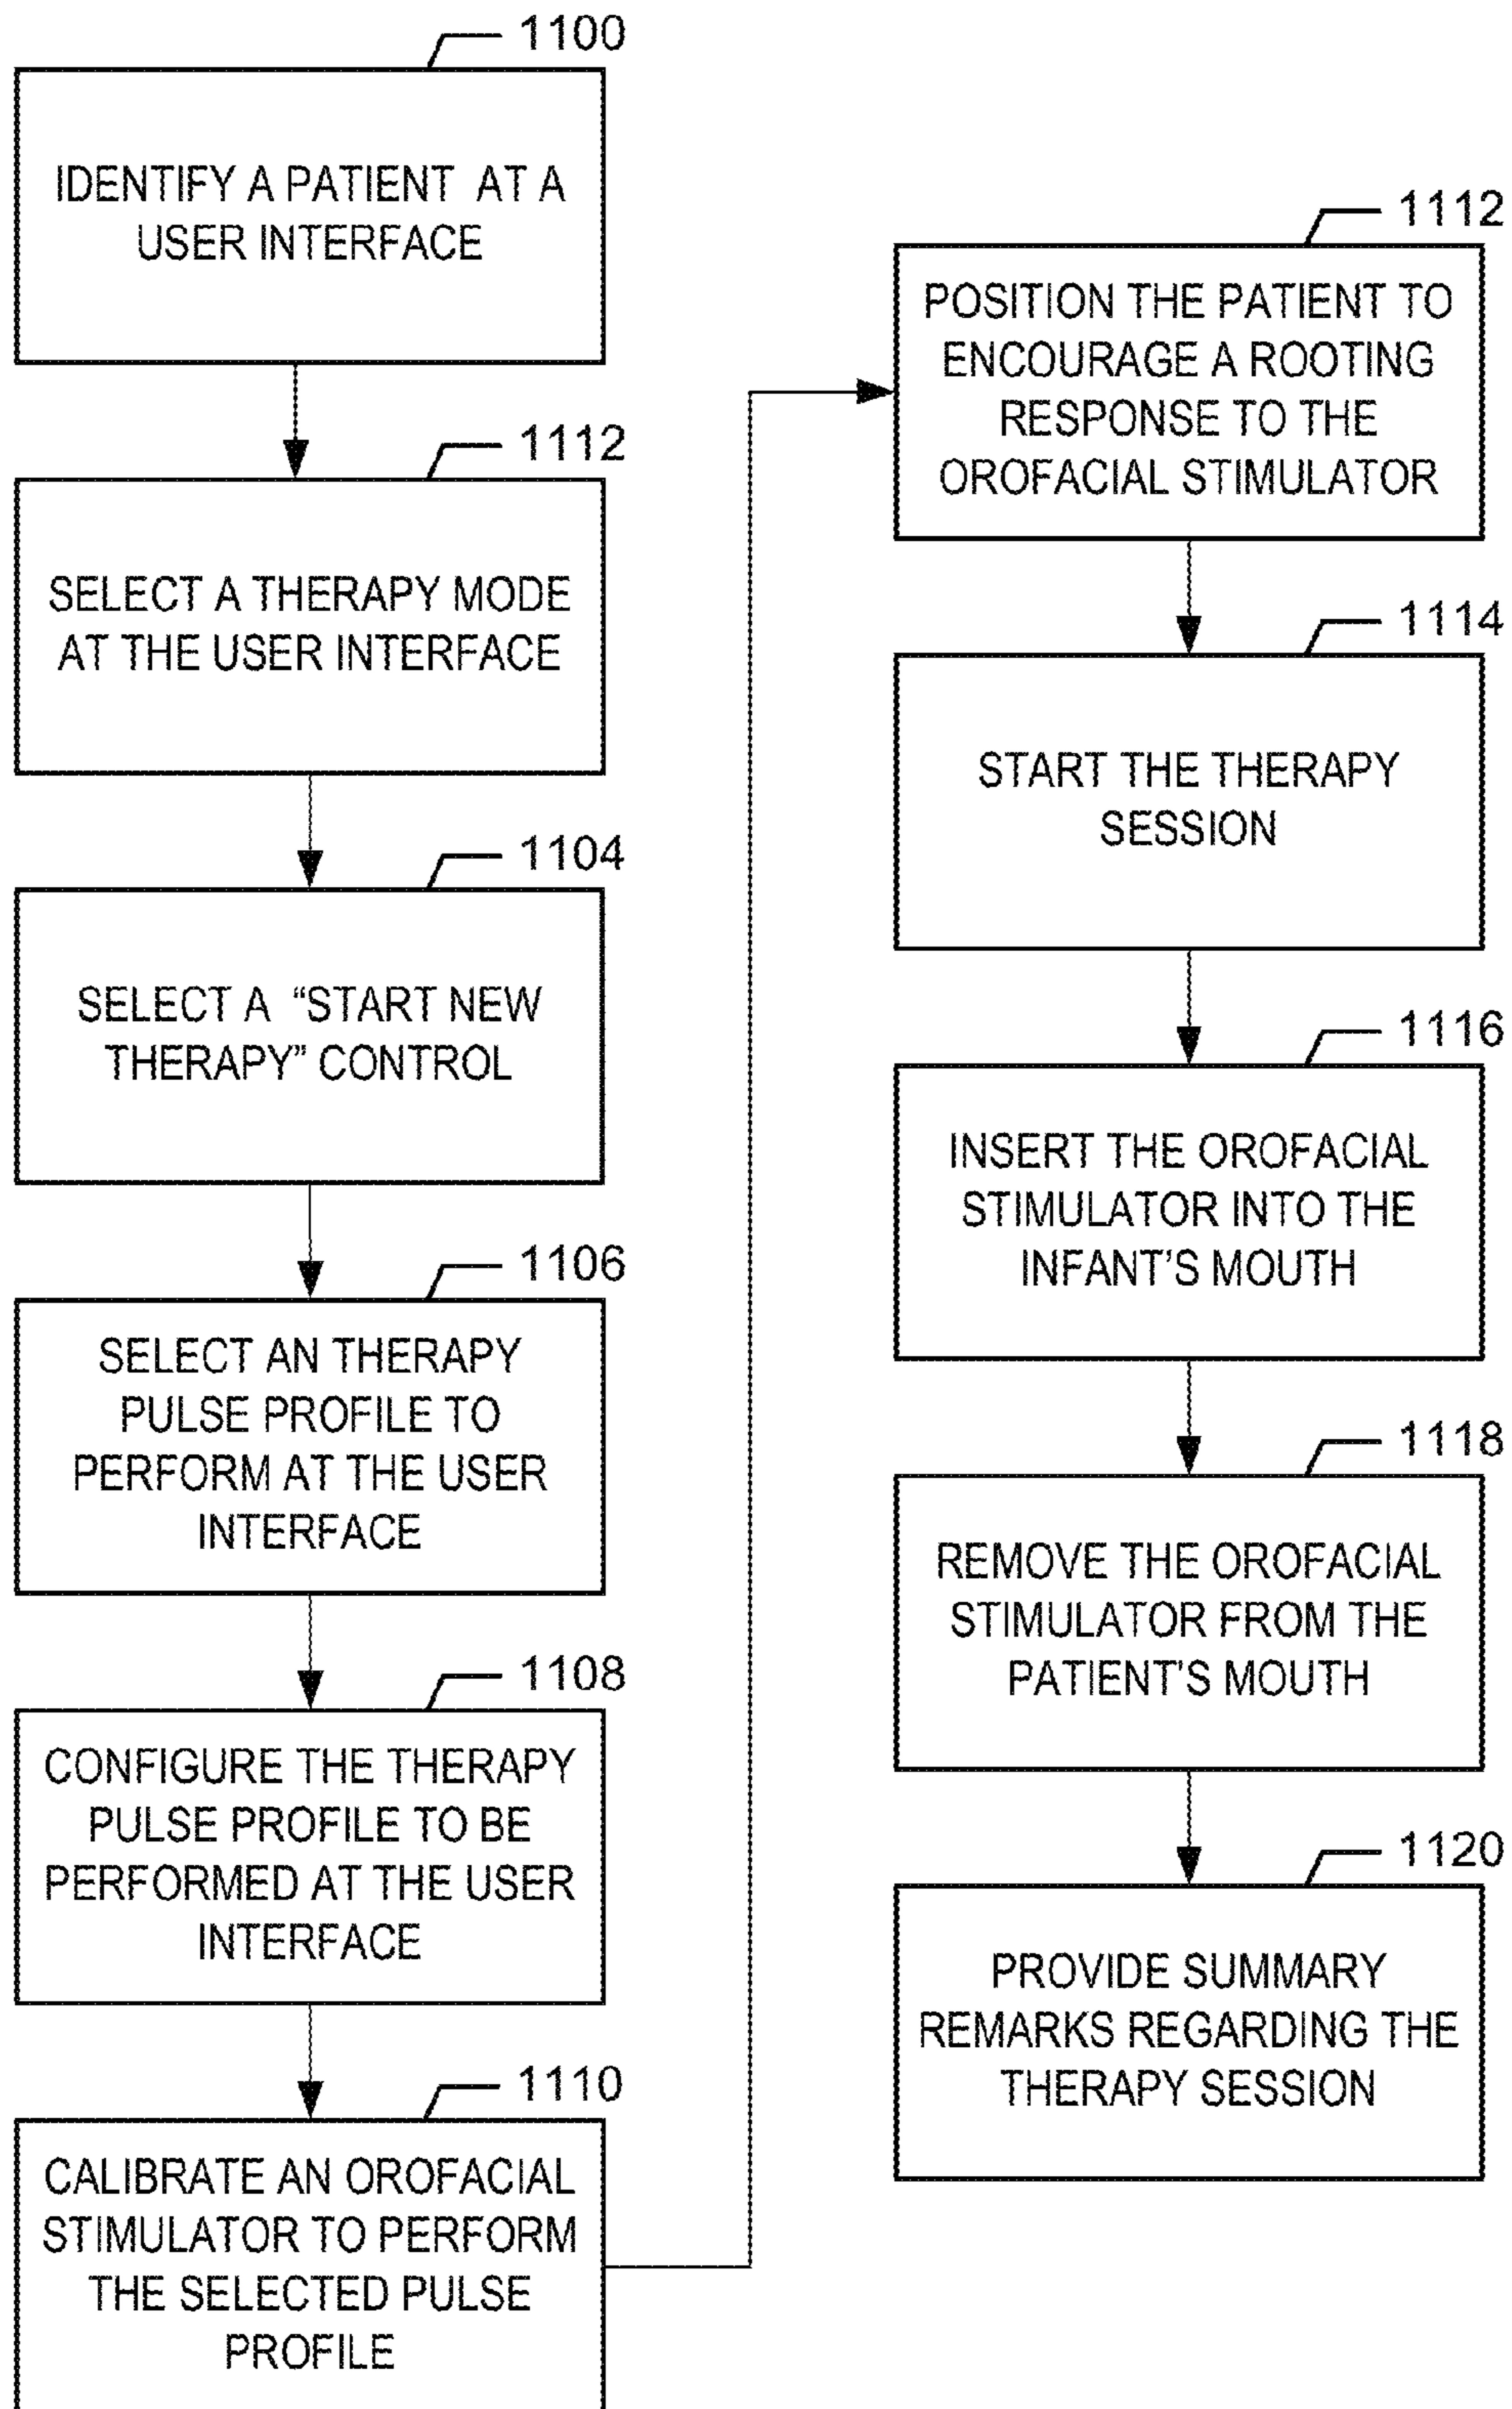 1100
IDENTIFY A PATIENT AT A
USER INTERFACE
1112
SELECT A THERAPY MODE
AT THE USER INTERFACE
1104
SELECT A “START NEW
THERAPY” CONTROL
1106
SELECT AN THERAPY
PULSE PROFILE TO
PERFORM AT THE USER
INTERFACE
1108
CONFIGURE THE THERAPY
PULSE PROFILE TO BE
PERFORMED AT THE USER
INTERFACE
1110
CALIBRATE AN OROFACIAL
STIMULATOR TO PERFORM
THE SELECTED PULSE
PROFILE
1112
POSITION THE PATIENT TO
ENCOURAGE A ROOTING
RESPONSE TO THE
OROFACIAL STIMULATOR
1114
START THE THERAPY
SESSION
1116
INSERT THE OROFACIAL
STIMULATOR INTO THE
INFANT’S MOUTH
1118
REMOVE THE OROFACIAL
STIMULATOR FROM THE
PATIENT’S MOUTH
1120
PROVIDE SUMMARY
REMARKS REGARDING THE
THERAPY SESSION